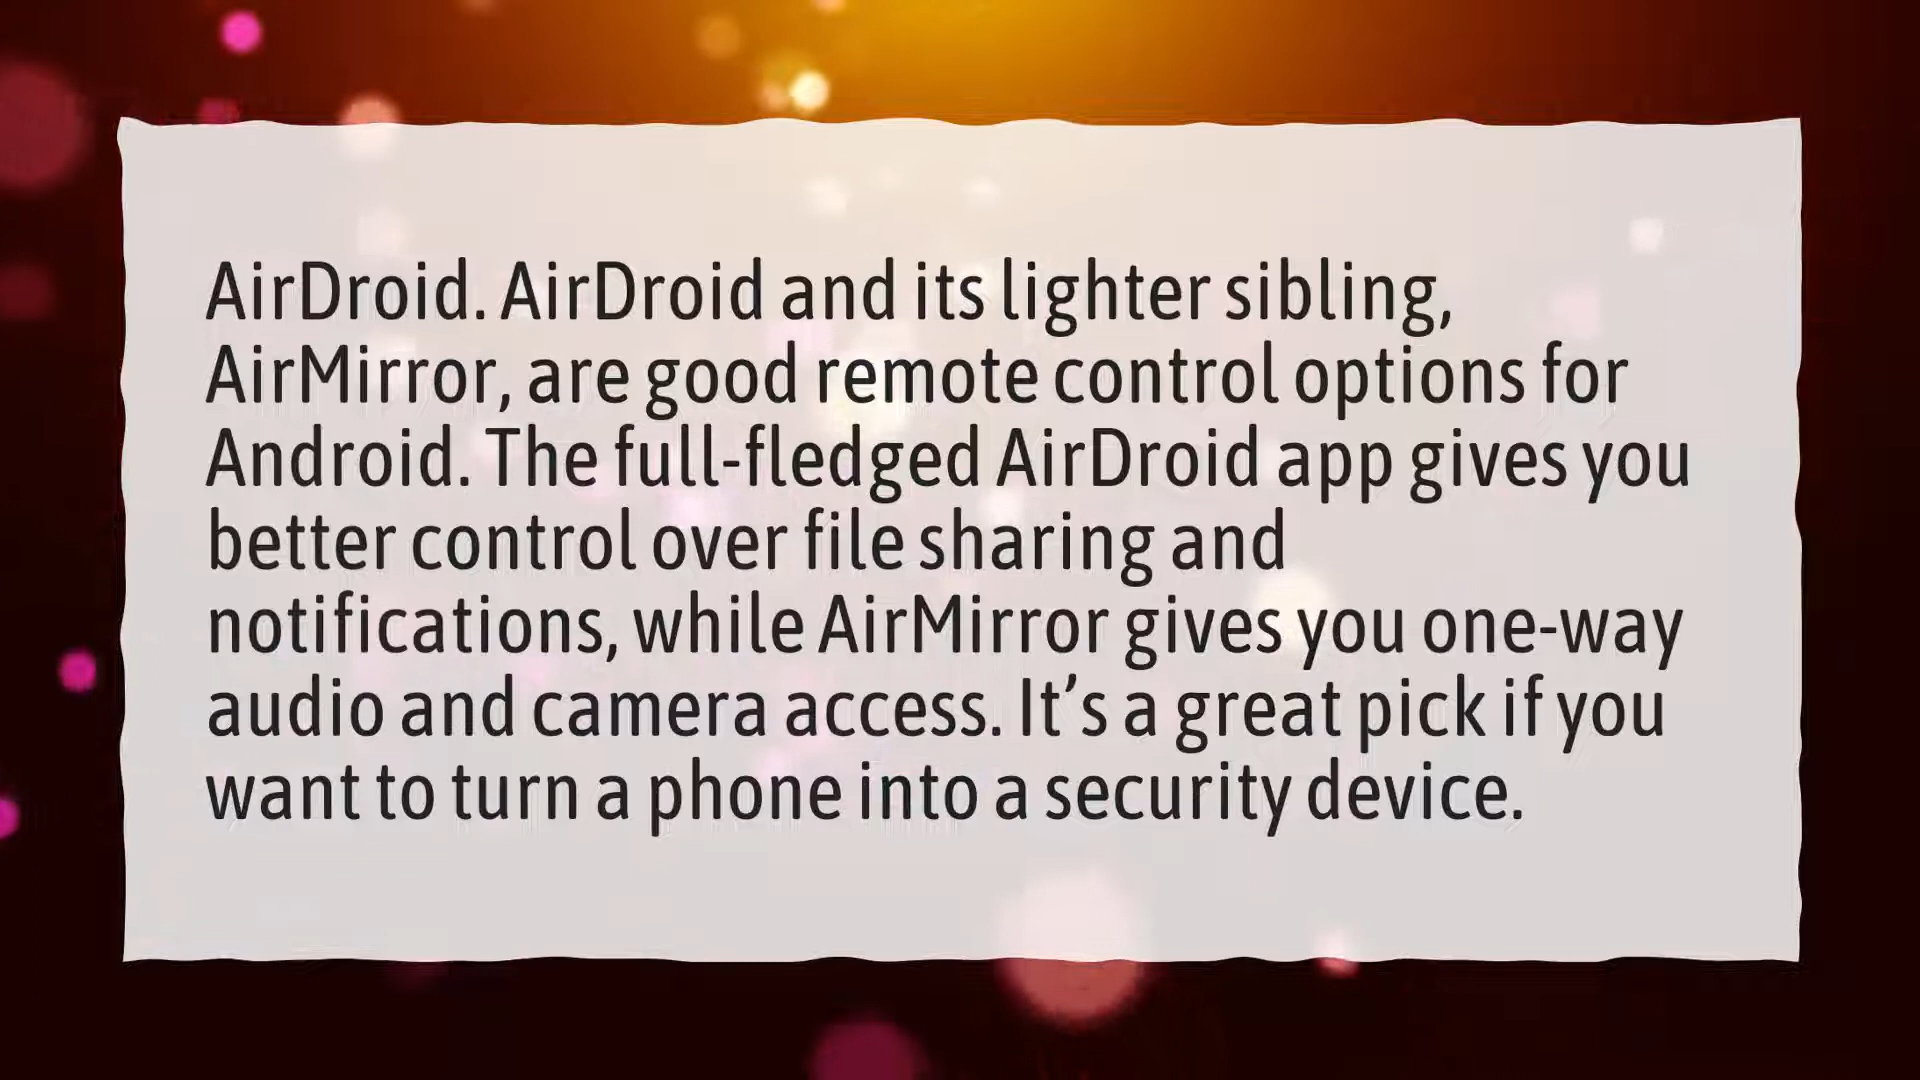 AirDroid. AirDroid and its lighter sibling,
AirMirror, are good remote control options for
Android. The full-fledged AirDroid app gives you
better control over file sharing and
notifications, while AirMirror gives you one-way
audio and camera access. It’s a great pick if you
want to turn a phone into a security device.